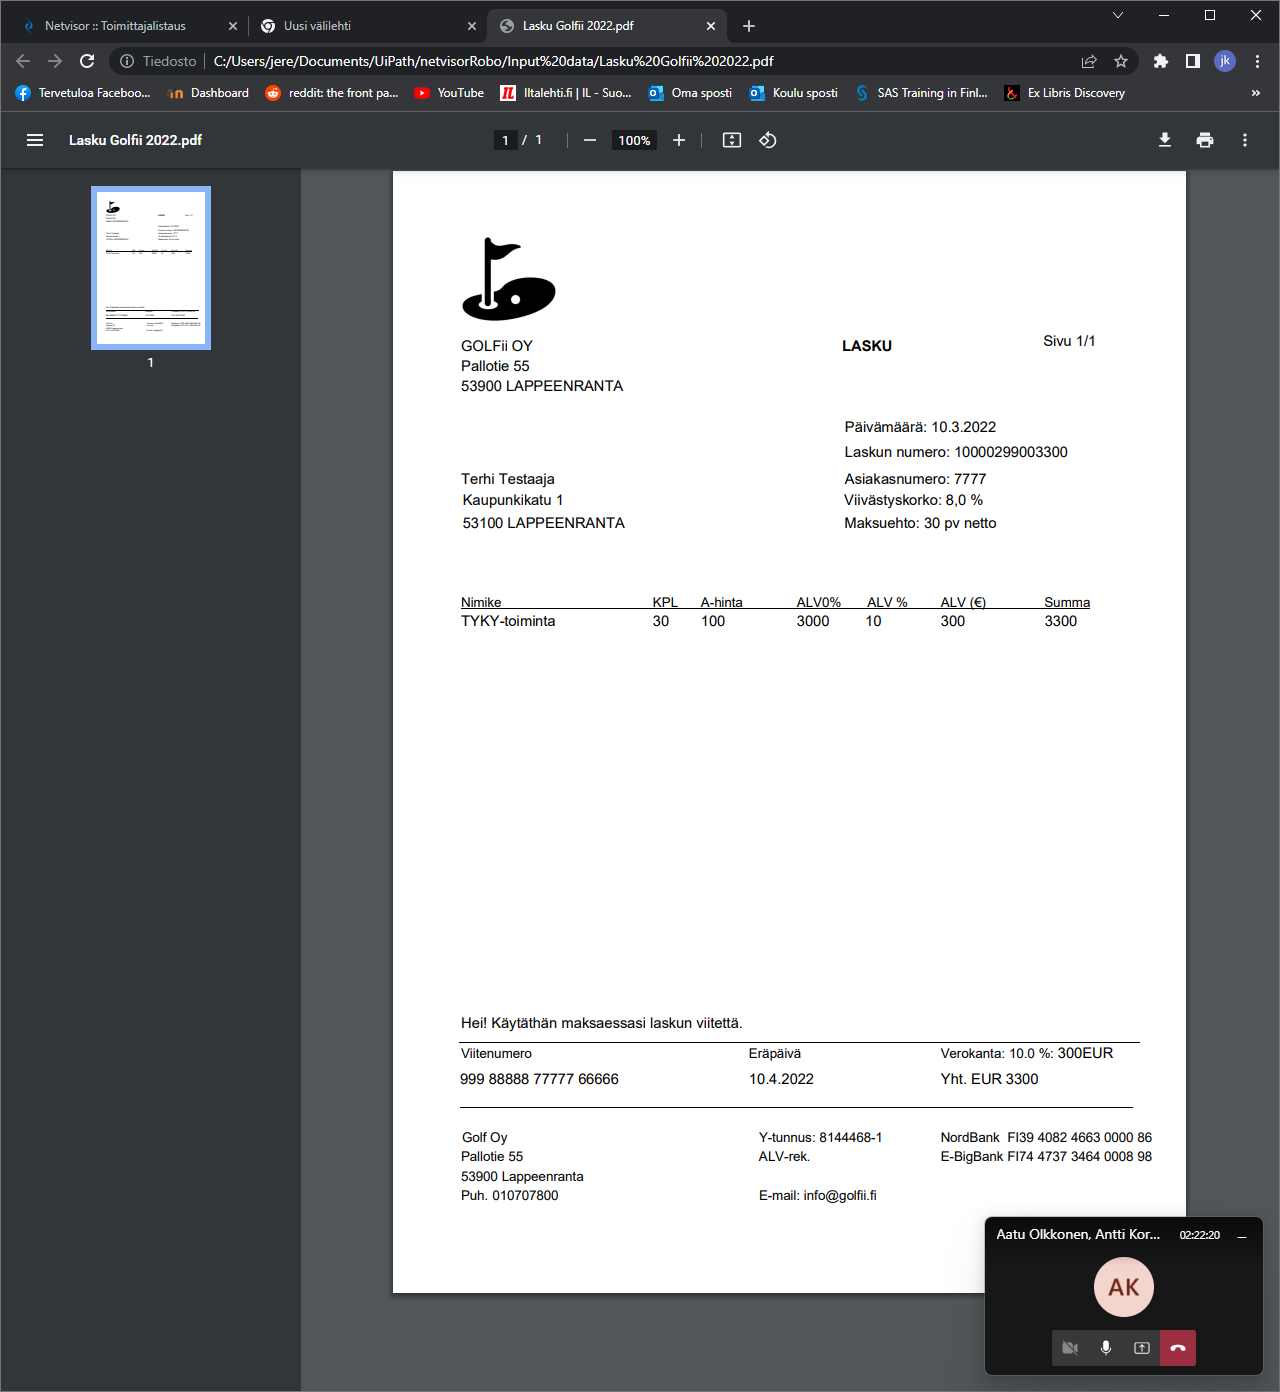 Netvisor :: Toimittajalistaus
Uusi välilehti
Lasku Golfii 2022.pdf
Tiedosto
C:/Users/jere/Documents/UiPath/netvisorRobo/Input%20data/Lasku%20Golfii%202022.pdf
jk
Tervetuloa Faceboo...
Dashboard
reddit: the front pa...
YouTube
IL
Iltalehti.fi | IL - Suo...
Oma sposti
Koulu sposti
SAS Training in Finl...
Ex Libris Discovery
»
Lasku Golfii 2022.pdf
1 / 1
100%
1
GOLFii OY
LASKU
Sivu 1/1
Pallotie 55
53900 LAPPEENRANTA
Päivämäärä: 10.3.2022
Laskun numero: 10000299003300
Terhi Testaaja
Asiakasnumero: 7777
Kaupunkikatu 1
Viivästyskorko: 8,0 %
53100 LAPPEENRANTA
Maksuehto: 30 pv netto
Nimike KPL A-hinta ALV0% ALV % ALV (€) Summa
TYKY-toiminta 30 100 3000 10 300 3300
Hei! Käytäthän maksaessasi laskun viitettä.
Viitenumero Eräpäivä Verokanta: 10.0 %: 300EUR
999 88888 77777 66666 10.4.2022 Yht. EUR 3300
Golf Oy Y-tunnus: 8144468-1 NordBank FI39 4082 4663 0000 86
Pallotie 55 ALV-rek. E-BigBank FI74 4737 3464 0008 98
53900 Lappeenranta
Puh. 010707800 E-mail: info@golfii.fi
Aatu Olkkonen, Antti Kor... 02:22:20
AK